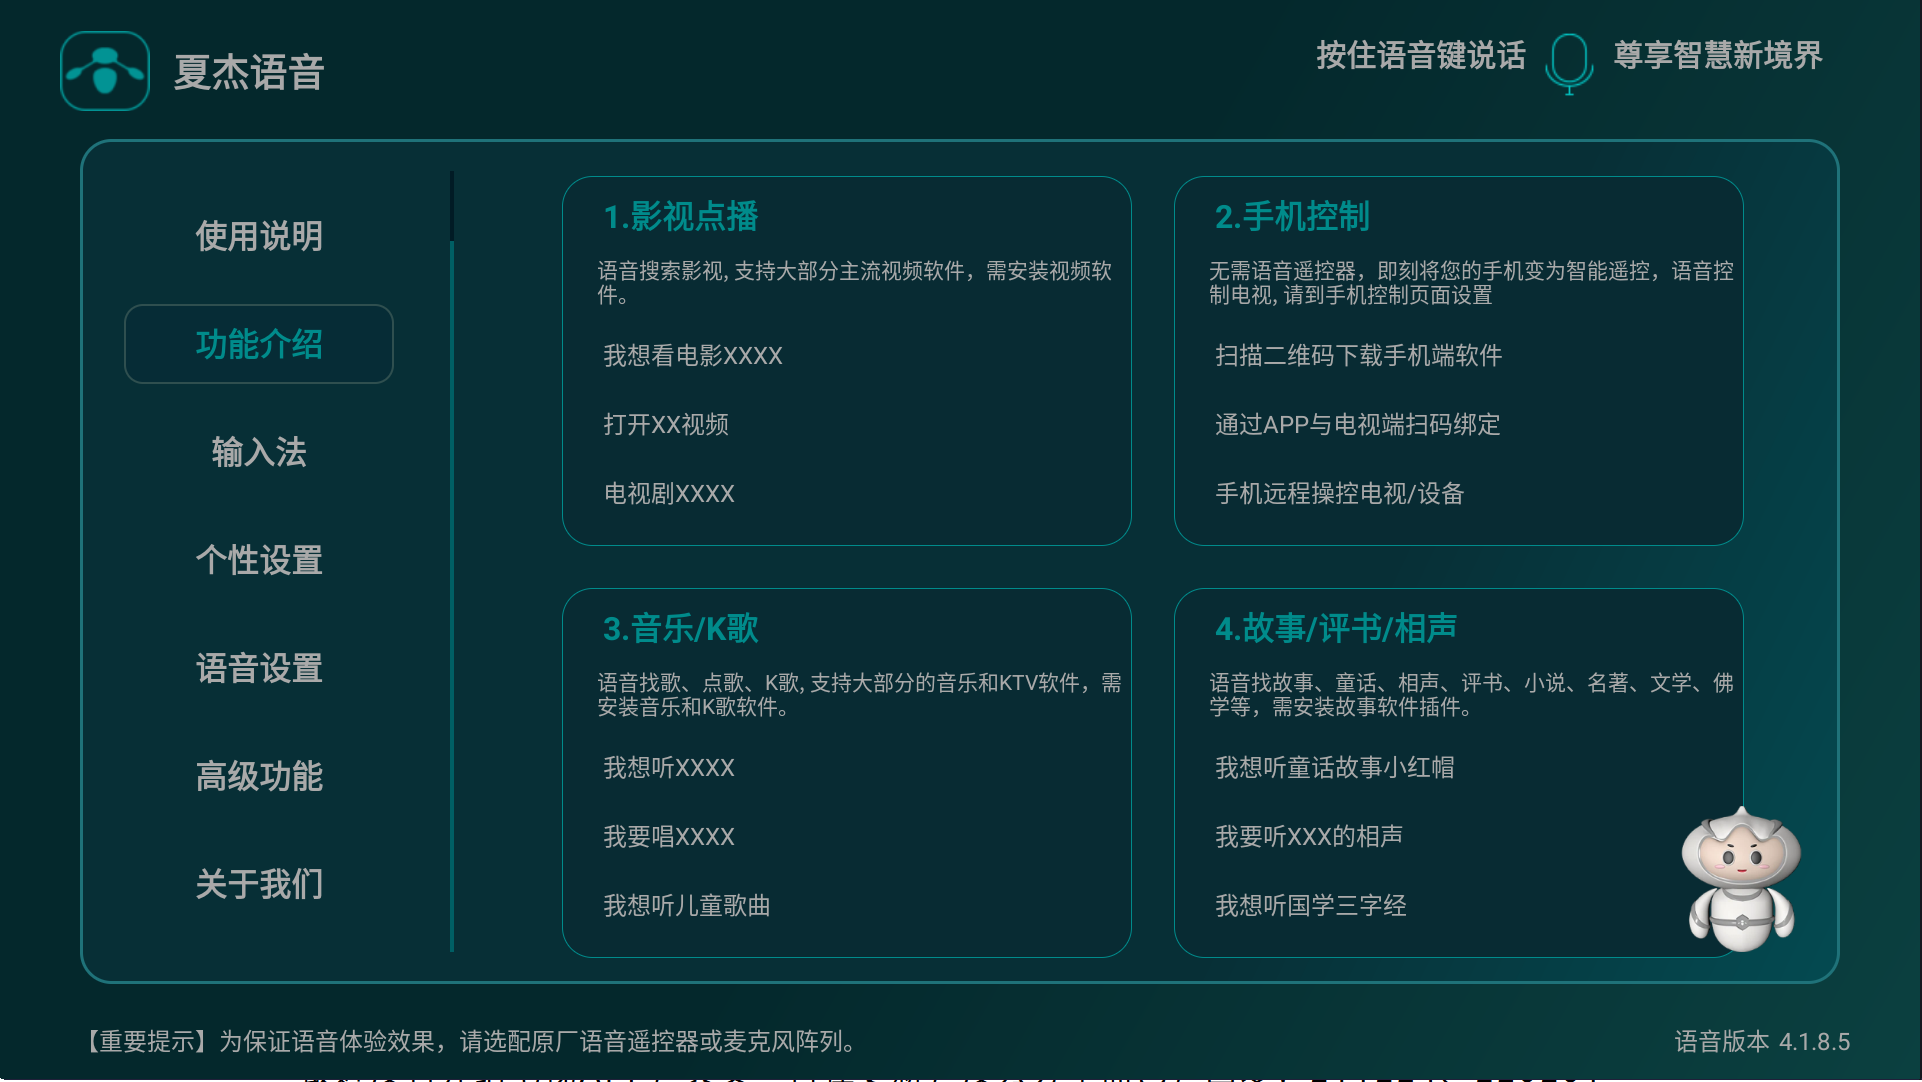 夏杰语音
按住语音键说话
尊享智慧新境界
使用说明
功能介绍
输入法
个性设置
语音设置
高级功能
关于我们
1.影视点播
语音搜索影视, 支持大部分主流视频软件，需安装视频软
件。
我想看电影XXXX
打开XX视频
电视剧XXXX
2.手机控制
无需语音遥控器，即刻将您的手机变为智能遥控，语音控
制电视, 请到手机控制页面设置
扫描二维码下载手机端软件
通过APP与电视端扫码绑定
手机远程操控电视/设备
3.音乐/K歌
语音找歌、点歌、K歌, 支持大部分的音乐和KTV软件，需
安装音乐和K歌软件。
我想听XXXX
我要唱XXXX
我想听儿童歌曲
4.故事/评书/相声
语音找故事、童话、相声、评书、小说、名著、文学、佛
学等，需安装故事软件插件。
我想听童话故事小红帽
我要听XXX的相声
我想听国学三字经
【重要提示】为保证语音体验效果，请选配原厂语音遥控器或麦克风阵列。
语音版本 4.1.8.5